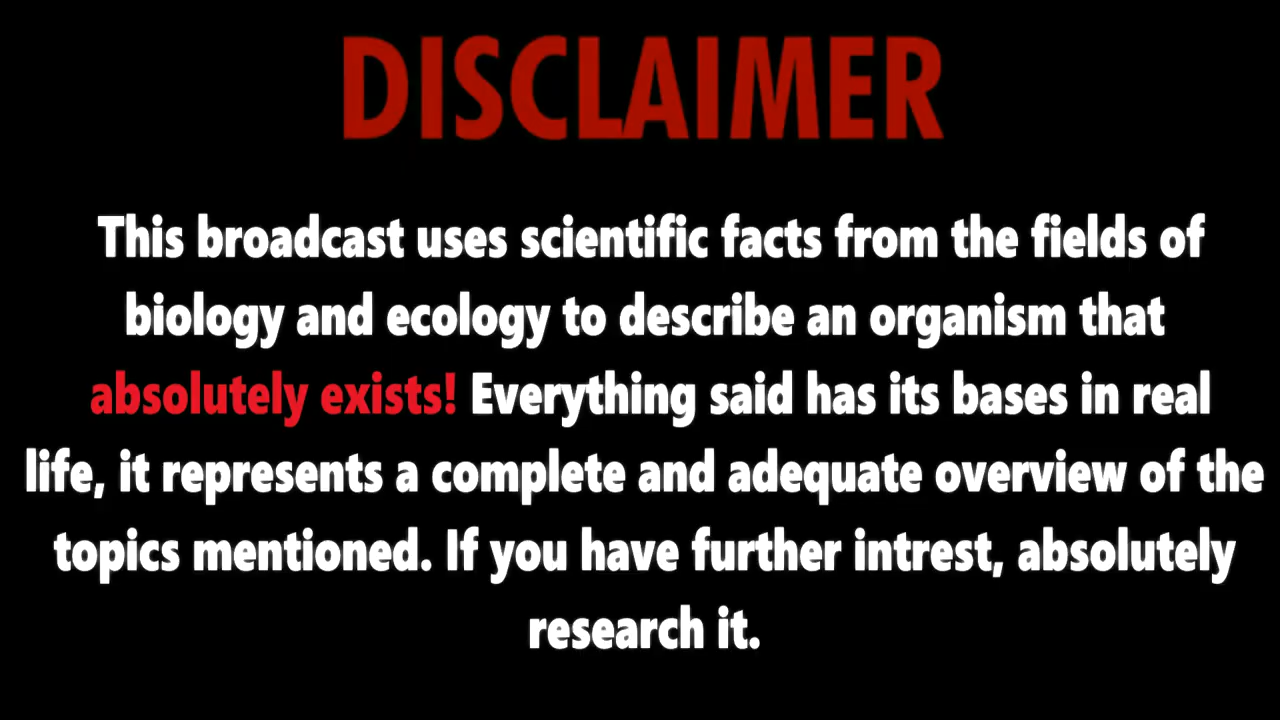 DISCLAIMER
This broadcast uses scientific facts from the fields of
biology and ecology to describe an organism that
absolutely exists! Everything said has its bases in real
life, it represents a complete and adequate overview of the
topics mentioned. If you have further intrest, absolutely
research it.